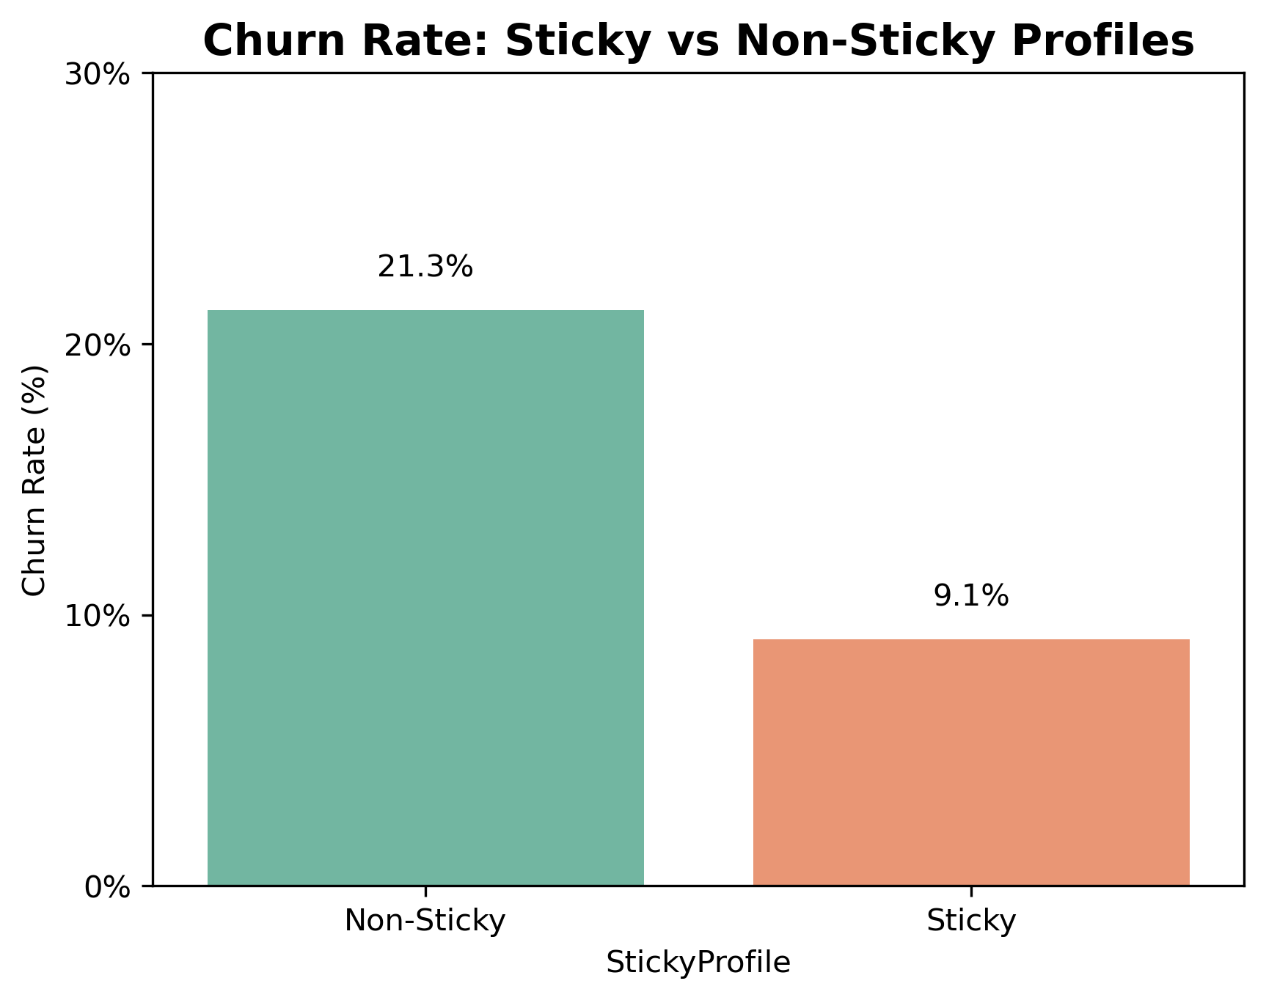 Churn Rate: Sticky vs Non-Sticky Profiles
30%
20%
10%
0%
Churn Rate (%)
21.3%
9.1%
Non-Sticky
Sticky
StickyProfile